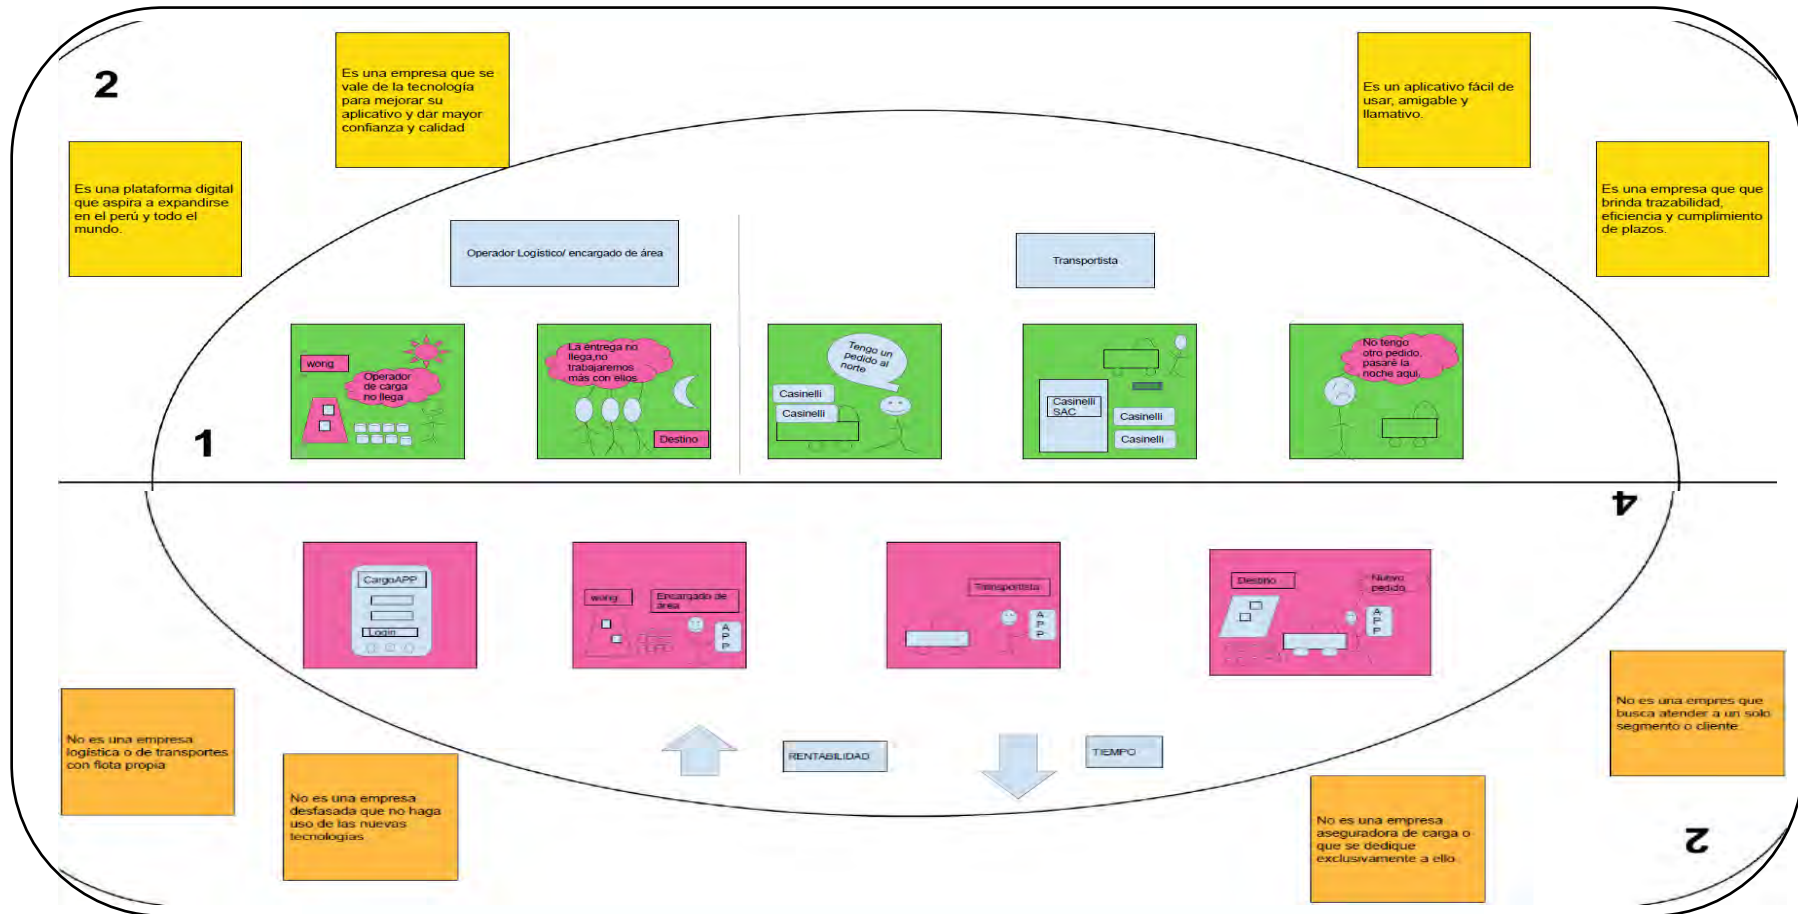 2
Es una empresa que se
vale de la tecnología
para mejorar su
aplicativo y dar mayor
confianza y calidad
Es un aplicativo fácil de
usar, amigable y
llamativo.
Es una plataforma digital
que aspira a expandirse
en el perú y todo el
mundo.
Es una empresa que que
brinda trazabilidad,
eficiencia y cumplimiento
de plazos.
Operador Logístico/ encargado de área
Transportista
wong
Operador
de carga
no llega
La entrega no
llega,no
trabajaremos
más con ellos
Destino
Tengo un
pedido al
norte
Casinelli
Casinelli
Casinelli
SAC
Casinelli
Casinelli
No tengo
otro pedido,
pasaré la
noche aquí.
1
4
CargoAPP
Login
wong
Encargado de
área
A
P
P
Transportista
A
P
P
Destino
Nuevo
pedido
A
P
P
RENTABILIDAD
TIEMPO
No es una empresa
logística o de transportes
con flota propia
No es una empresa
desfasada que no haga
uso de las nuevas
tecnologías
No es una empresa
aseguradora de carga o
que se dedique
exclusivamente a ello.
No es una empres que
busca atender a un solo
segmento o cliente.
2